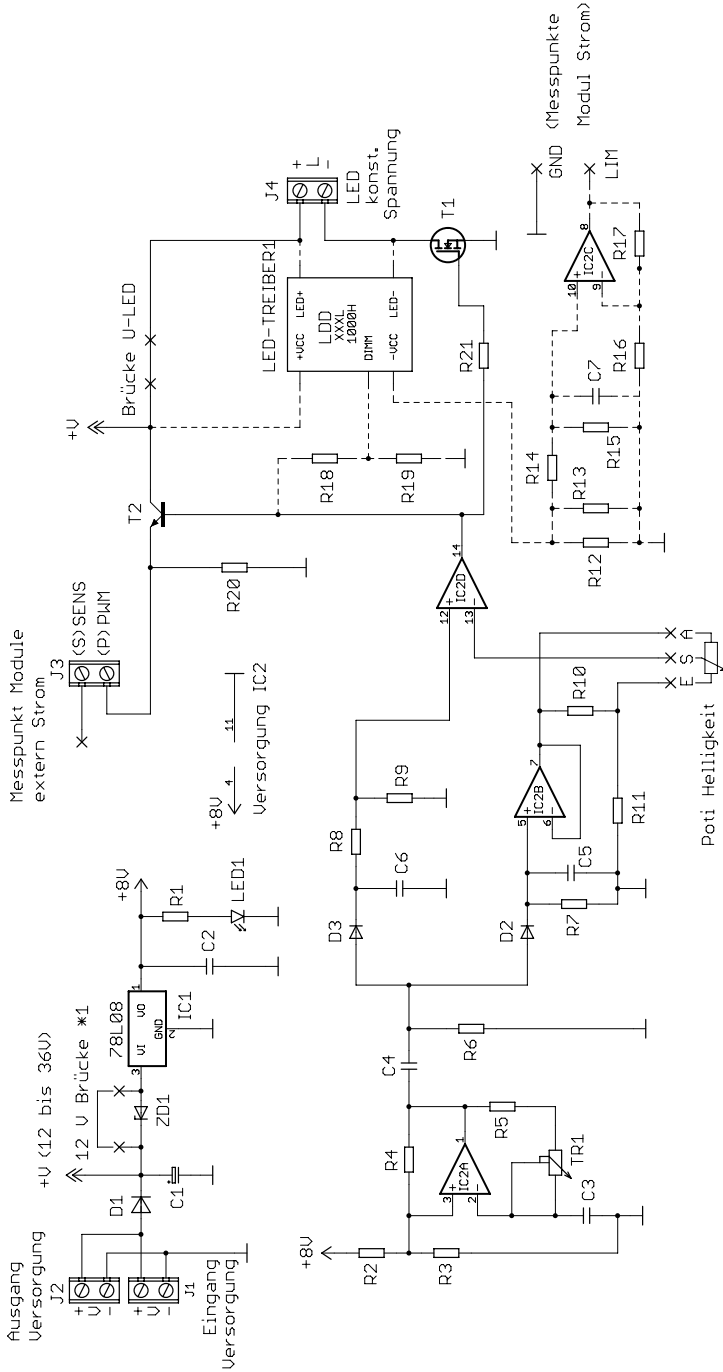 Ausgang
Versorgung
J2
+
V
-
+
V
-
J1
Eingang
Versorgung
D1
+V (12 bis 36V)
12 V Brücke *1
C1
ZD1
78L08
3
VI
VO
1
GND
2
IC1
+8V
C2
R1
LED1
Messpunkt Module
extern Strom
J3
(S)SENS
(P)PWM
+8V
4
11
Versorgung IC2
R20
T2
+V
Brücke U-LED
LED-TREIBER1
+VCC
LED+
LDD
XXXL
1000H
DIMM
-VCC
LED-
J4
+
L
-
LED
konst.
Spannung
T1
R18
R19
R21
+8V
R2
R3
R4
3
+
2
-
IC2A
1
R5
TR1
C3
C4
R6
D3
C6
R8
R9
D2
R7
C5
5
+
6
-
IC2B
7
R10
R11
E
S
A
Poti Helligkeit
12
+
13
-
IC2D
14
R12
R13
R14
R15
C7
R16
R17
10
+
9
-
IC2C
8
GND
LIM
(Messpunkte
Modul Strom)